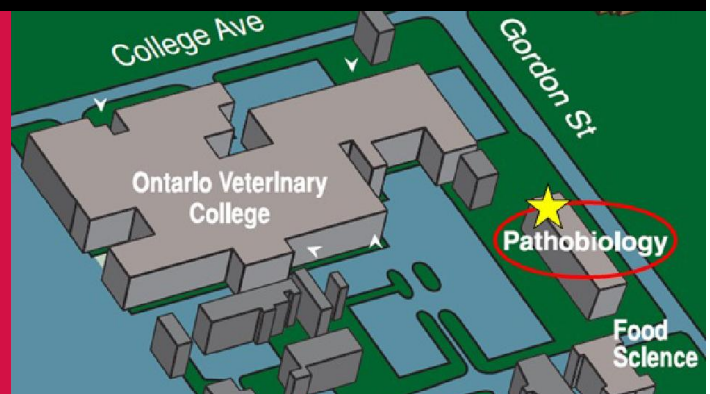 College Ave
Gordon St
Ontario Veterinary
College
Pathobiology
Food
Science